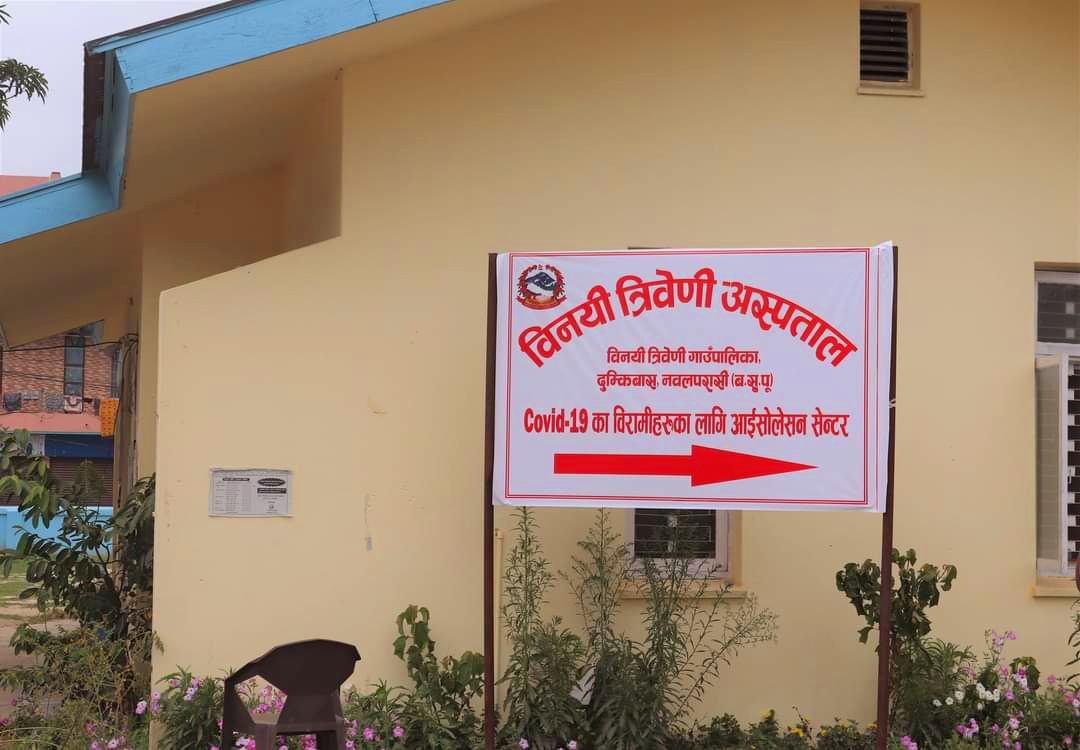 विनयी त्रिवेणी अस्पताल
विनयी त्रिवेणी गाउँपालिका,
दुम्किबास, नवलपरासी (ब.सु.पू)
Covid-19 का विरामीहरुका लागि आईसोलेसन सेन्टर